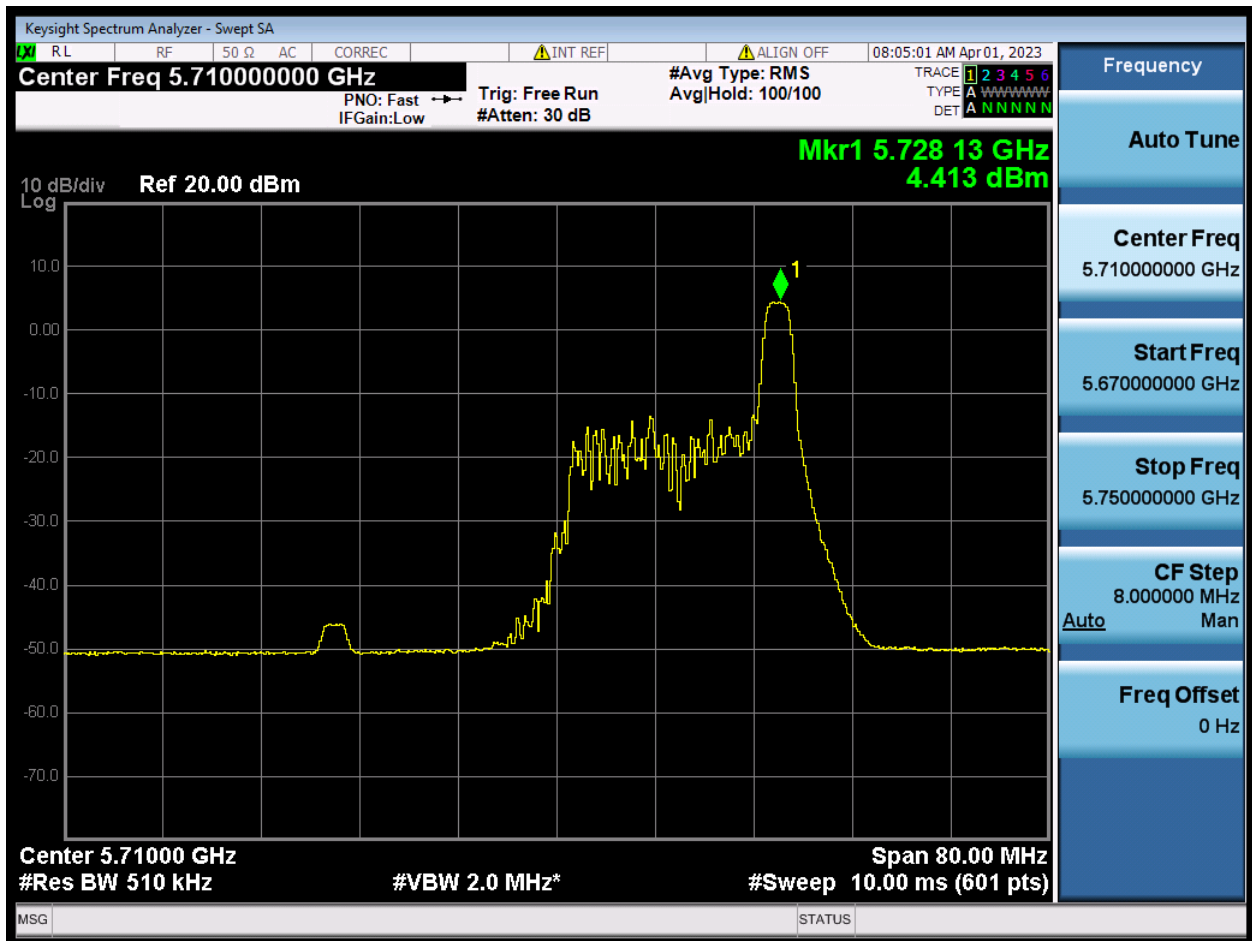 Keysight Spectrum Analyzer - Swept SA
LXI RL RF 50 Ω AC CORREC INT REF ALIGN OFF 08:05:01 AM Apr 01, 2023
Center Freq 5.710000000 GHz
PNO: Fast
IFGain:Low
Trig: Free Run
#Atten: 30 dB
#Avg Type: RMS
Avg|Hold: 100/100
TRACE 1 2 3 4 5 6
TYPE A WWWWW
DET A N N N N N
Mkr1 5.728 13 GHz
4.413 dBm
10 dB/div Ref 20.00 dBm
Log
1
10.0
0.00
-10.0
-20.0
-30.0
-40.0
-50.0
-60.0
-70.0
Center 5.71000 GHz Span 80.00 MHz
#Res BW 510 kHz #VBW 2.0 MHz* #Sweep 10.00 ms (601 pts)
MSG STATUS
Frequency
Auto Tune
Center Freq
5.710000000 GHz
Start Freq
5.670000000 GHz
Stop Freq
5.750000000 GHz
CF Step
8.000000 MHz
Auto Man
Freq Offset
0 Hz